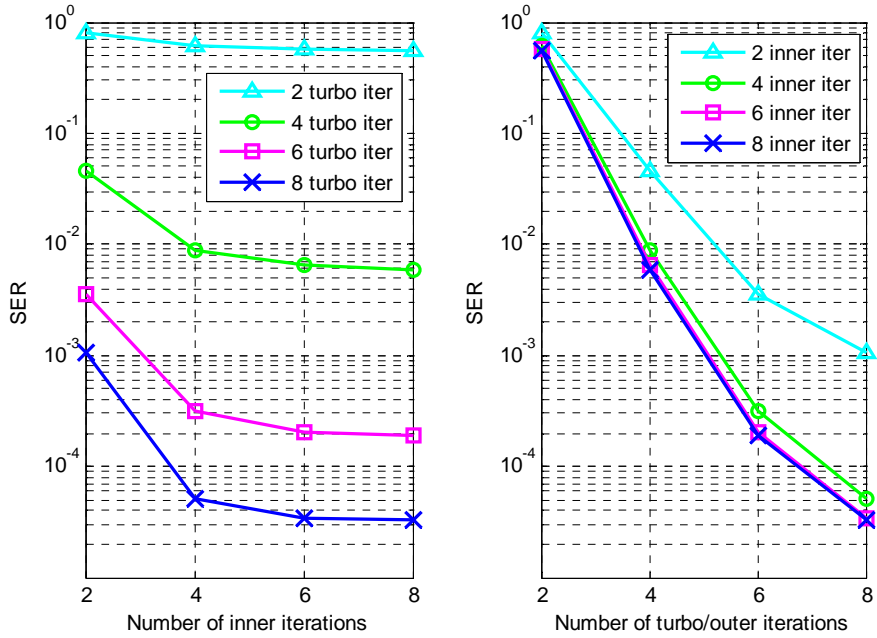 10^0
10^-1
10^-2
10^-3
10^-4
SER
2 4 6 8
Number of inner iterations
2 turbo iter
4 turbo iter
6 turbo iter
8 turbo iter
10^0
10^-1
10^-2
10^-3
10^-4
SER
2 4 6 8
Number of turbo/outer iterations
2 inner iter
4 inner iter
6 inner iter
8 inner iter